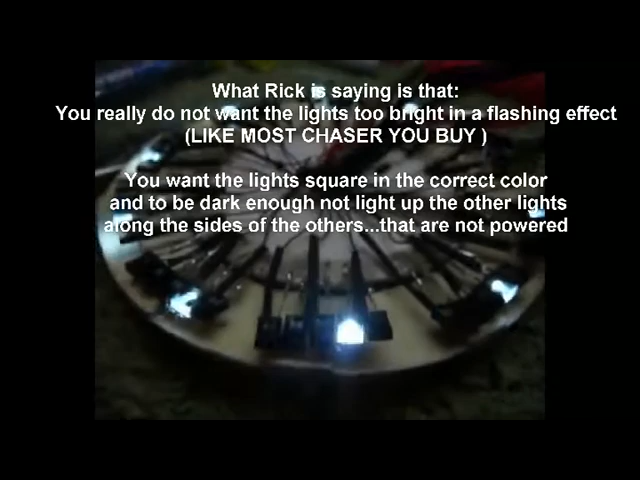 What Rick is saying is that:
You really do not want the lights too bright in a flashing effect
(LIKE MOST CHASER YOU BUY )
You want the lights square in the correct color
and to be dark enough not light up the other lights
along the sides of the others...that are not powered